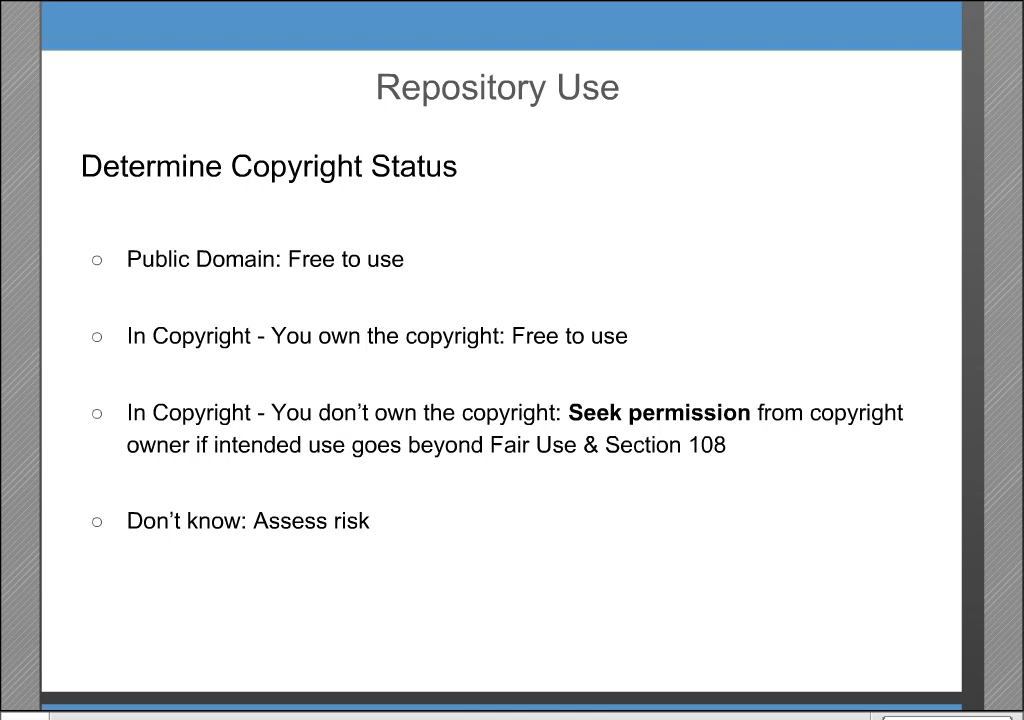 Repository Use
Determine Copyright Status
○ Public Domain: Free to use
○ In Copyright - You own the copyright: Free to use
○ In Copyright - You don’t own the copyright: Seek permission from copyright
owner if intended use goes beyond Fair Use & Section 108
○ Don’t know: Assess risk